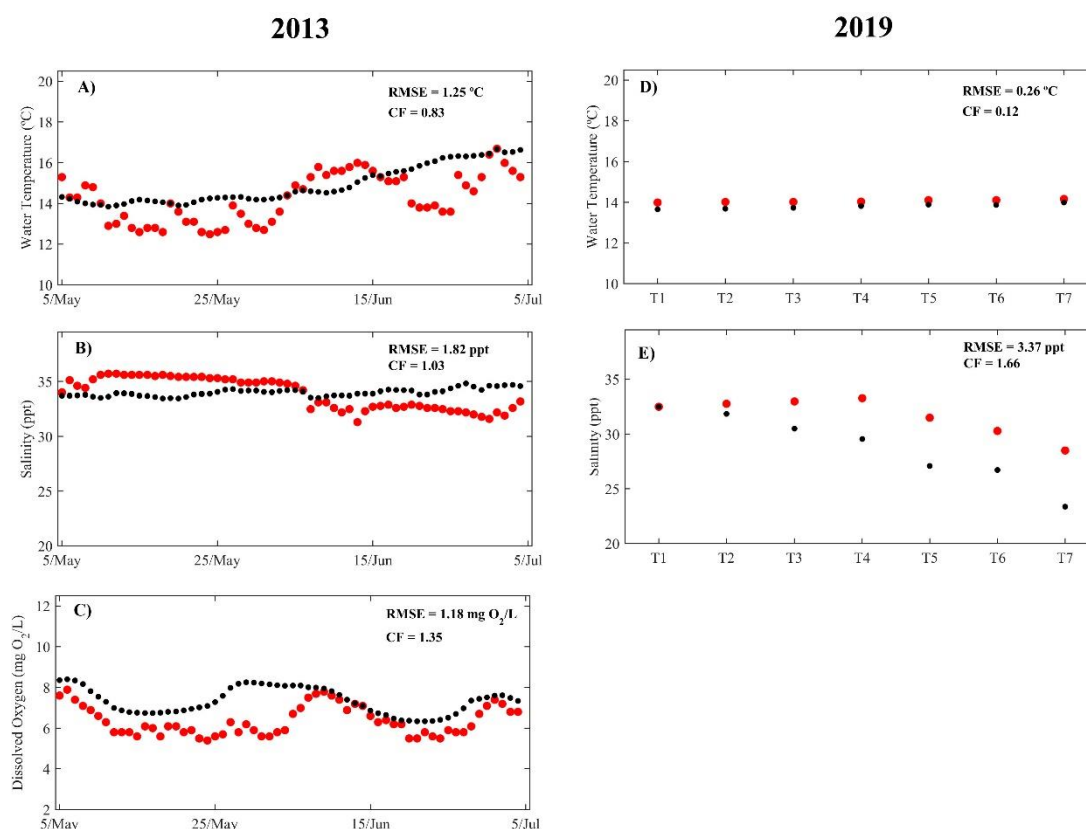 2013
2019
A)
RMSE = 1.25 ºC
CF = 0.83
Water Temperature (ºC)
20
18
16
14
12
10
5/May
25/May
15/Jun
5/Jul
D)
RMSE = 0.26 ºC
CF = 0.12
Water Temperature (ºC)
20
18
16
14
12
10
T1
T2
T3
T4
T5
T6
T7
B)
RMSE = 1.82 ppt
CF = 1.03
Salinity (ppt)
35
30
25
20
5/May
25/May
15/Jun
5/Jul
E)
RMSE = 3.37 ppt
CF = 1.66
Salinity (ppt)
35
30
25
20
T1
T2
T3
T4
T5
T6
T7
C)
RMSE = 1.18 mg O₂/L
CF = 1.35
Dissolved Oxygen (mg O₂/L)
12
10
8
6
4
2
5/May
25/May
15/Jun
5/Jul